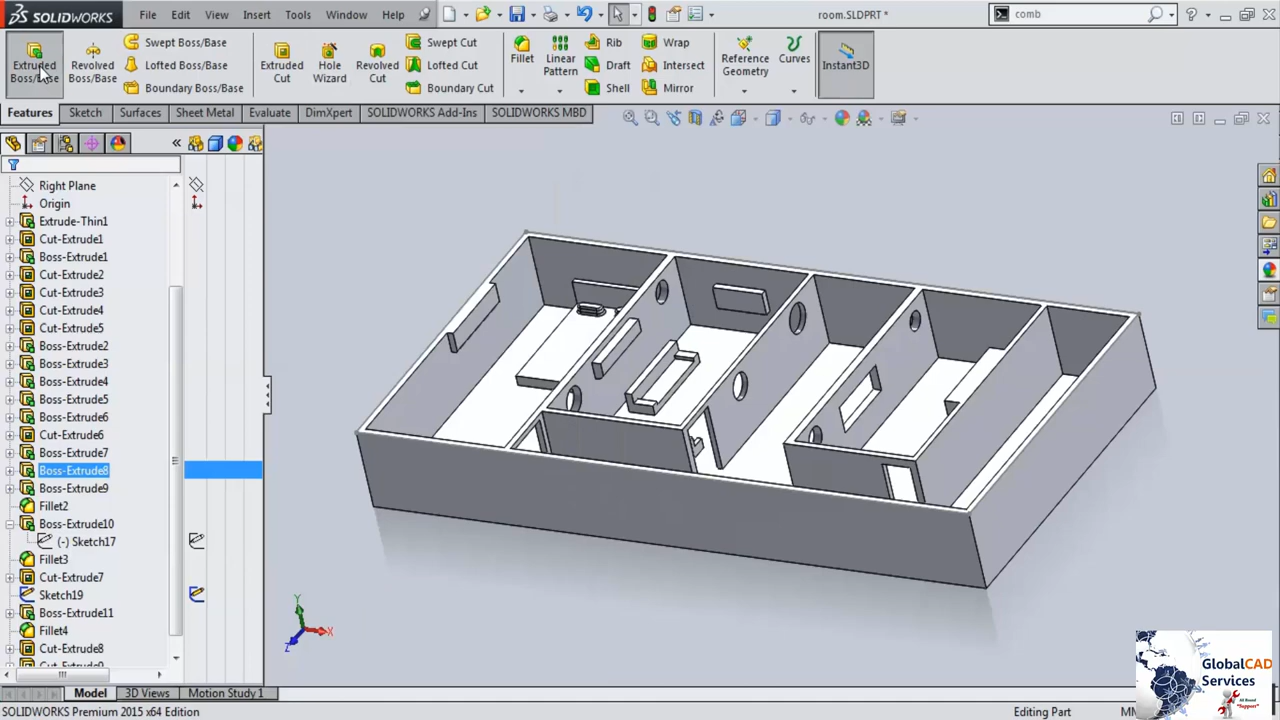 SOLIDWORKS File Edit View Insert Tools Window Help room.SLDPRT * comb
Extruded Boss/Base Revolved Boss/Base Swept Boss/Base Extruded Cut Hole Wizard Revolved Cut Swept Cut Fillet Linear Pattern Rib Wrap Reference Geometry Curves Instant3D
Lofted Boss/Base Lofted Cut Draft Intersect
Boundary Boss/Base Boundary Cut Shell Mirror
Features Sketch Surfaces Sheet Metal Evaluate DimXpert SOLIDWORKS Add-Ins SOLIDWORKS MBD
Right Plane
Origin
Extrude-Thin1
Cut-Extrude1
Boss-Extrude1
Cut-Extrude2
Cut-Extrude3
Cut-Extrude4
Cut-Extrude5
Boss-Extrude2
Boss-Extrude3
Boss-Extrude4
Boss-Extrude5
Boss-Extrude6
Cut-Extrude6
Boss-Extrude7
Boss-Extrude8
Boss-Extrude9
Fillet2
Boss-Extrude10
(-) Sketch17
Fillet3
Cut-Extrude7
Sketch19
Boss-Extrude11
Fillet4
Cut-Extrude8
Cut-Extrude9
Y
X
Z
GlobalCAD
Services
"Support"
Model 3D Views Motion Study 1
SOLIDWORKS Premium 2015 x64 Edition Editing Part